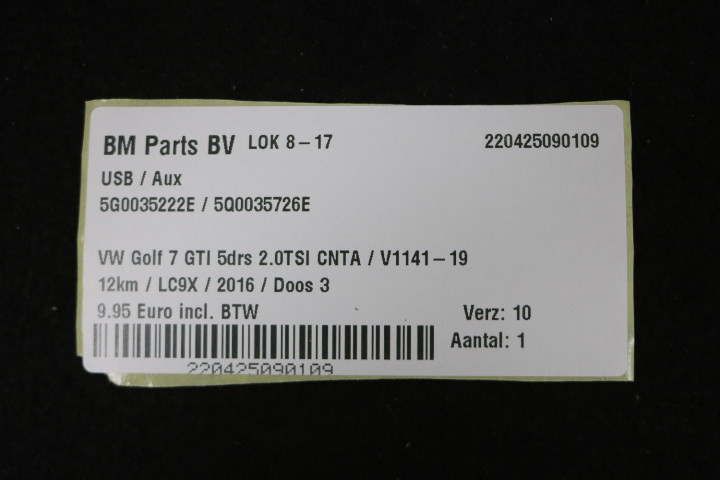 BM Parts BV LOK 8-17 220425090109
USB / Aux
5G0035222E / 5Q0035726E
VW Golf 7 GTI 5drs 2.0TSI CNTA / V1141-19
12km / LC9X / 2016 / Doos 3
9.95 Euro incl. BTW Verz: 10
Aantal: 1
220425090109